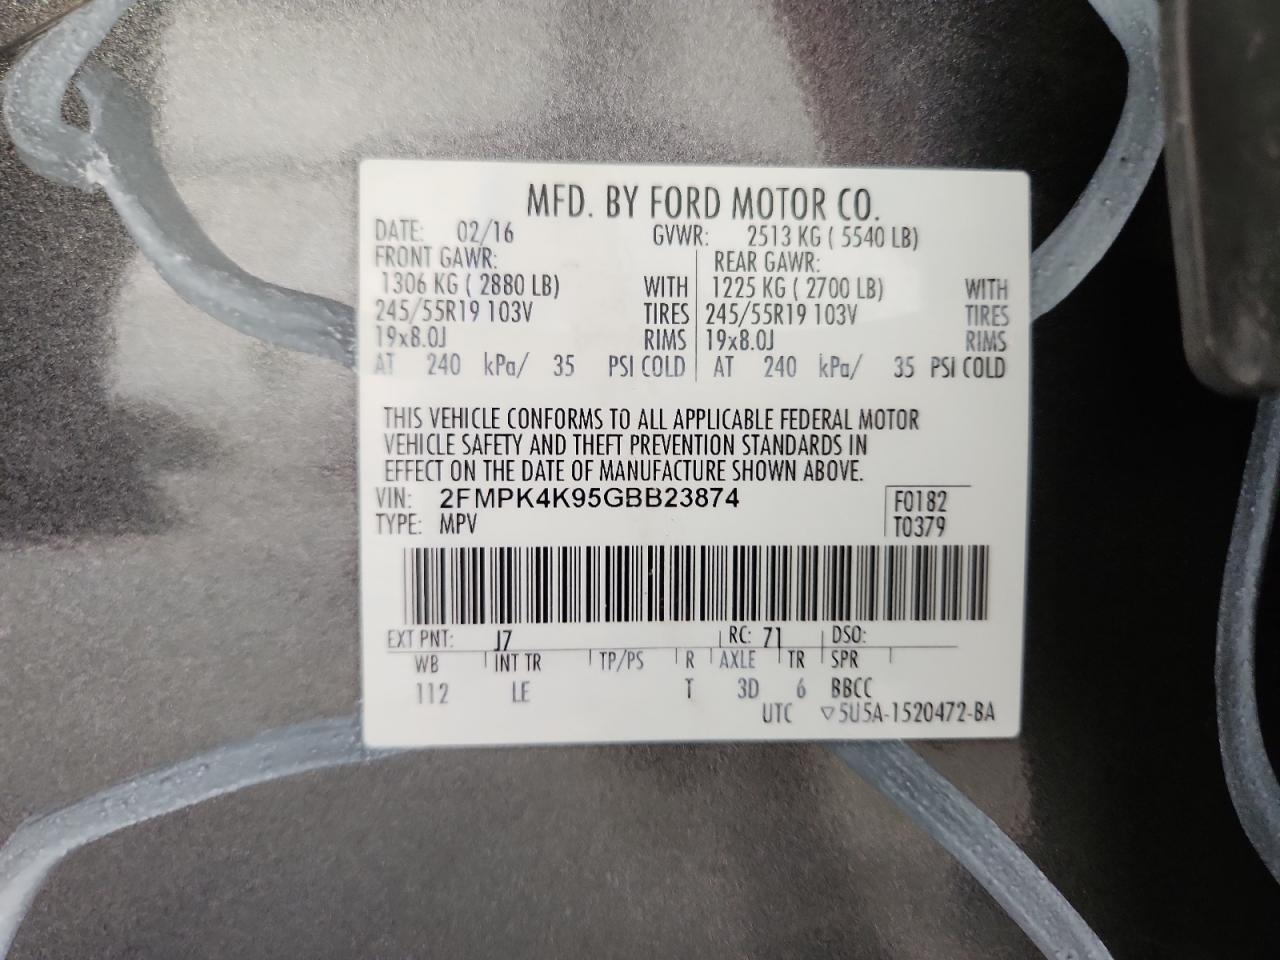 MFD. BY FORD MOTOR CO.
DATE: 02/16 GVWR: 2513 KG ( 5540 LB)
FRONT GAWR: REAR GAWR:
1306 KG ( 2880 LB) WITH 1225 KG ( 2700 LB) WITH
245/55R19 103V TIRES 245/55R19 103V TIRES
19x8.0J RIMS 19x8.0J RIMS
AT 240 kPa/ 35 PSI COLD AT 240 kPa/ 35 PSI COLD
THIS VEHICLE CONFORMS TO ALL APPLICABLE FEDERAL MOTOR
VEHICLE SAFETY AND THEFT PREVENTION STANDARDS IN
EFFECT ON THE DATE OF MANUFACTURE SHOWN ABOVE.
VIN: 2FMPK4K95GBB23874 F0182
TYPE: MPV T0379
EXT PNT: J7 RC: 71 DSO:
WB INT TR TP/PS R AXLE TR SPR
112 LE T 3D 6 BBCC
UTC ▽5U5A-1520472-BA